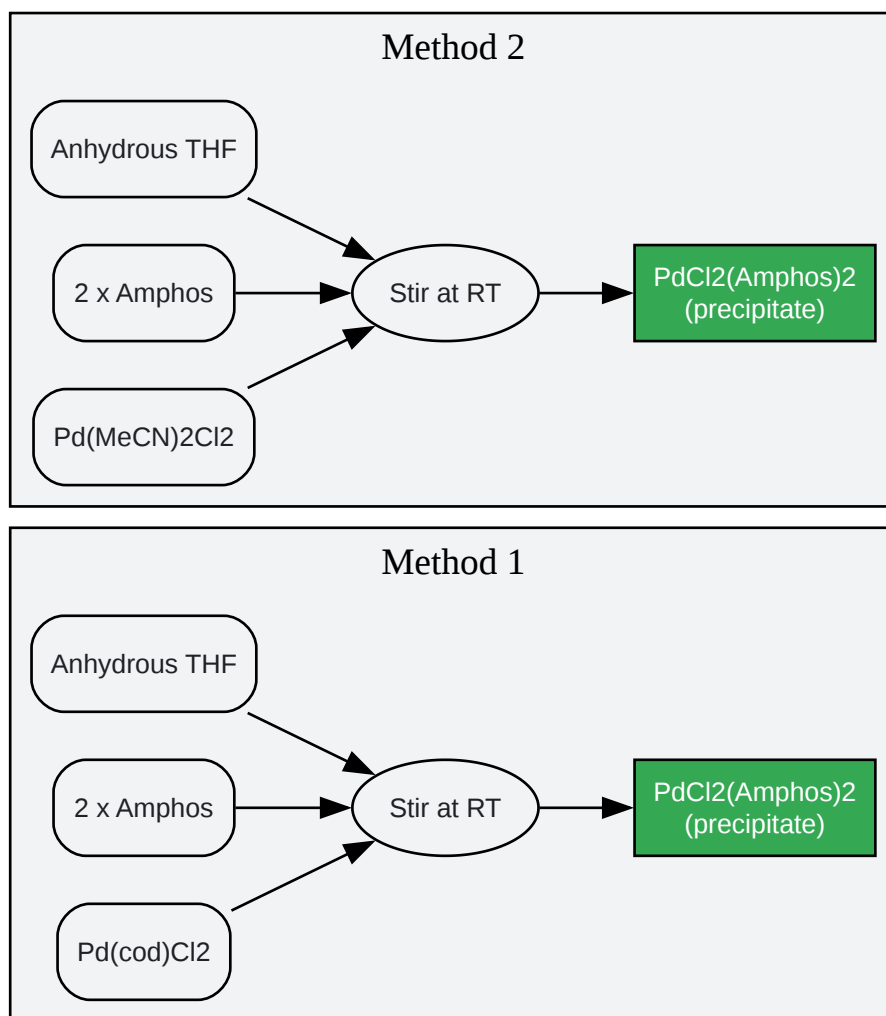 Method 2
Anhydrous THF
2 x Amphos
Stir at RT
PdCl2(Amphos)2
(precipitate)
Pd(MeCN)2Cl2
Method 1
Anhydrous THF
2 x Amphos
Stir at RT
PdCl2(Amphos)2
(precipitate)
Pd(cod)Cl2